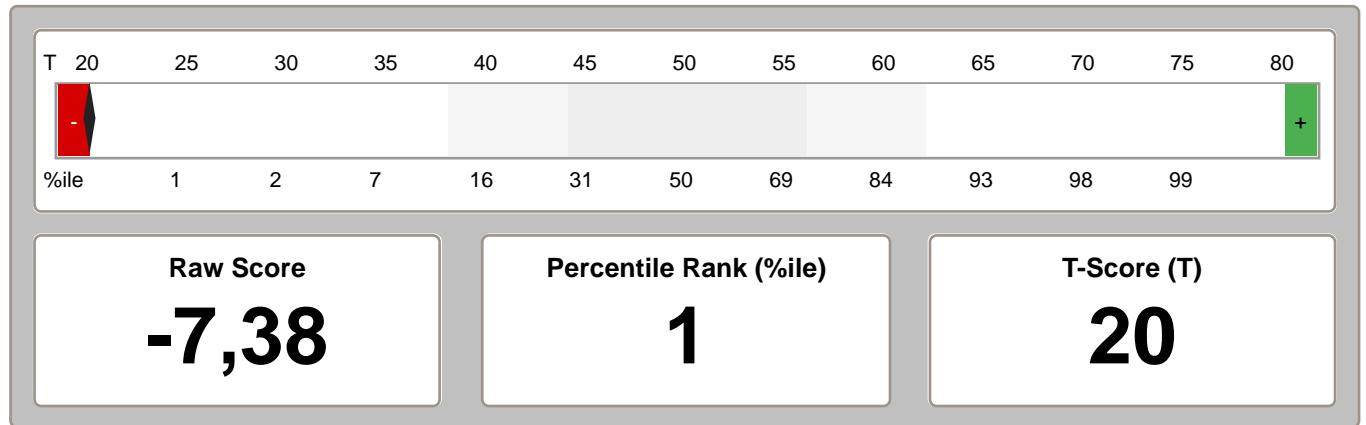 T 20 25 30 35 40 45 50 55 60 65 70 75 80
- +
%ile 1 2 7 16 31 50 69 84 93 98 99
Raw Score Percentile Rank (%ile) T-Score (T)
-7,38 1 20